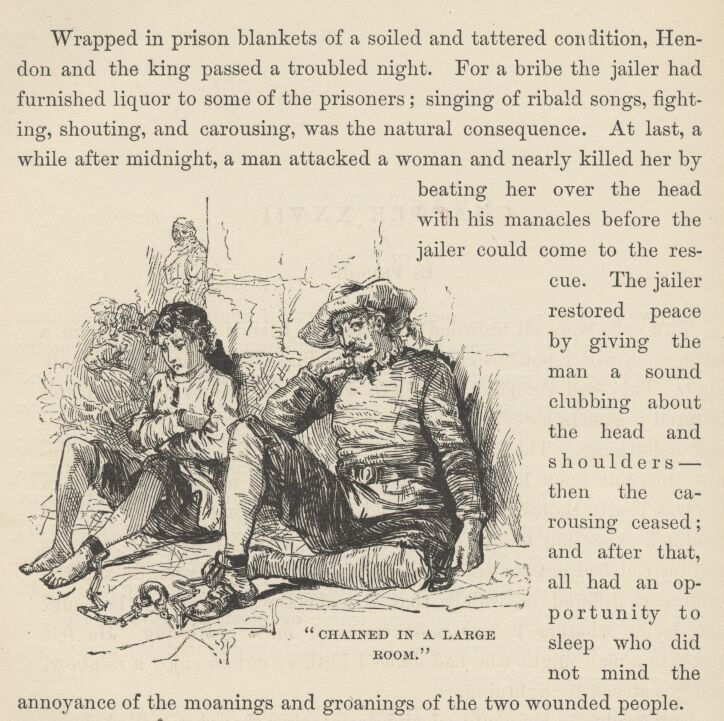 Wrapped in prison blankets of a soiled and tattered condition, Hen-
don and the king passed a troubled night. For a bribe the jailer had
furnished liquor to some of the prisoners; singing of ribald songs, fight-
ing, shouting, and carousing, was the natural consequence. At last, a
while after midnight, a man attacked a woman and nearly killed her by
beating her over the head
with his manacles before the
jailer could come to the res-
cue. The jailer
restored peace
by giving the
man a sound
clubbing about
the head and
shoulders—
then the ca-
rousing ceased;
and after that,
all had an op-
portunity to
sleep who did
not mind the
annoyance of the moanings and groanings of the two wounded people.
"CHAINED IN A LARGE
ROOM."